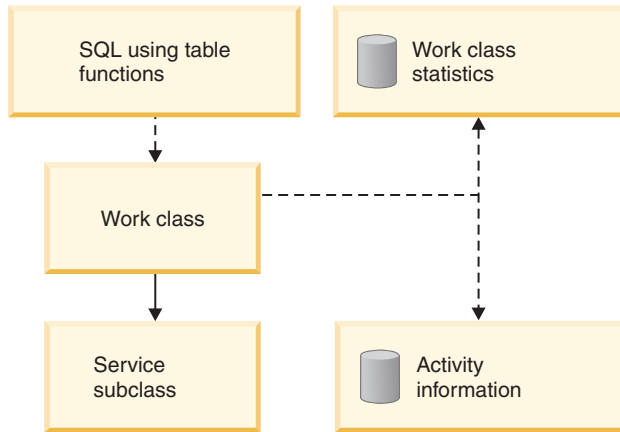 SQL using table
functions
Work class
statistics
Work class
Service
subclass
Activity
information